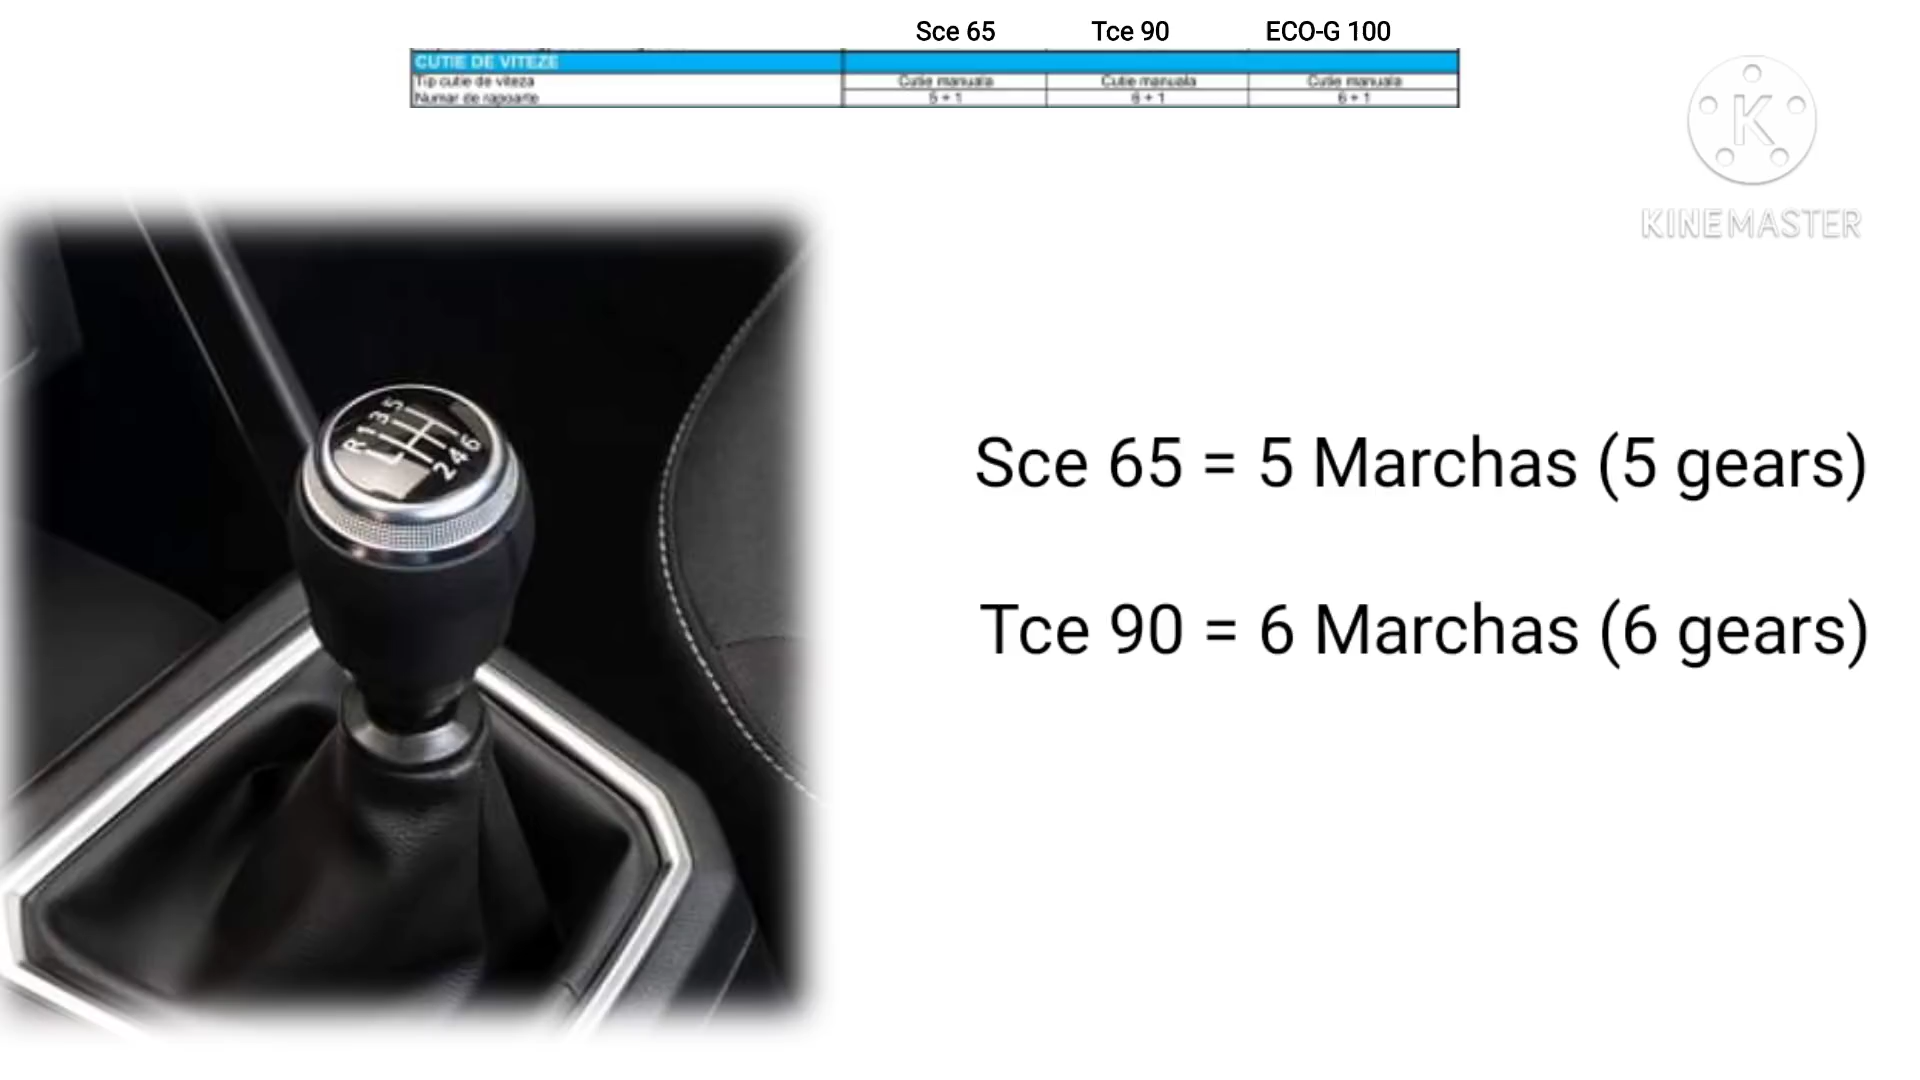 Sce 65 Tce 90 ECO-G 100
CUTIE DE VITEZE
Tip cutie de viteza Cutie manuala Cutie manuala Cutie manuala
Numar de rapoarte 5 + 1 6 + 1 6 + 1
K
KINEMASTER
R 1 3 5
2 4 6
Sce 65 = 5 Marchas (5 gears)
Tce 90 = 6 Marchas (6 gears)